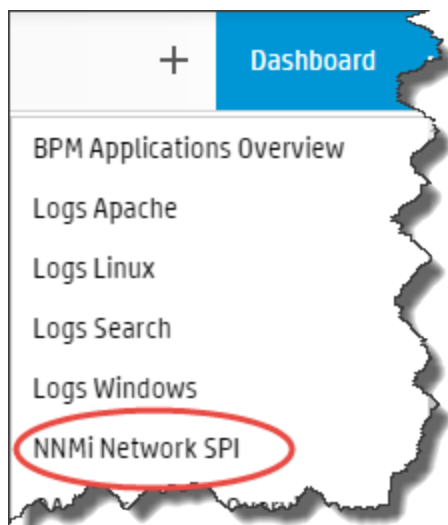 + Dashboard
BPM Applications Overview
Logs Apache
Logs Linux
Logs Search
Logs Windows
NNMi Network SPI